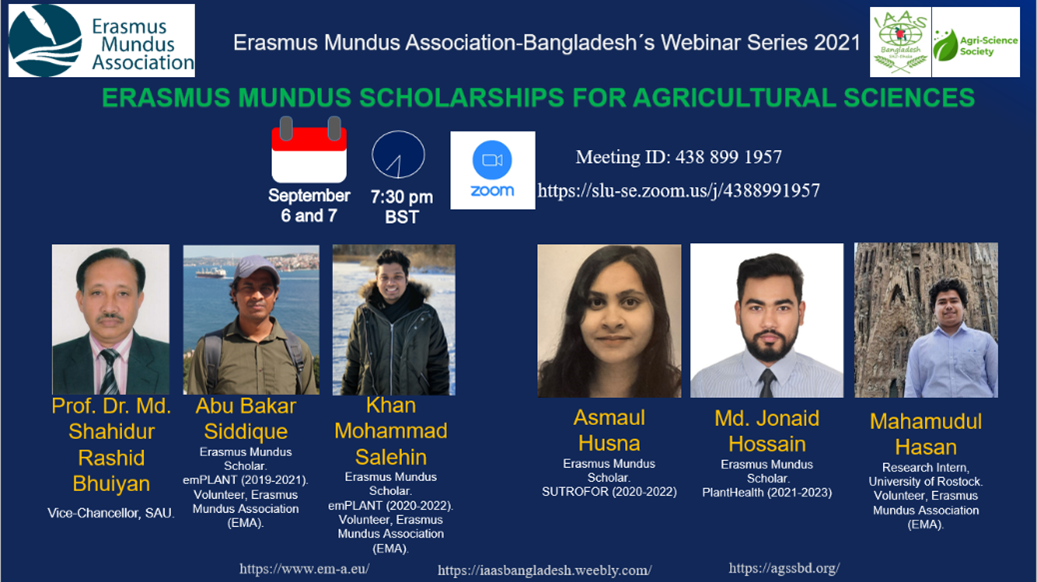 Erasmus
Mundus
Association
Erasmus Mundus Association-Bangladesh´s Webinar Series 2021
IAAS
Bangladesh
Agri-Science
Society
ERASMUS MUNDUS SCHOLARSHIPS FOR AGRICULTURAL SCIENCES
September
6 and 7
7:30 pm
BST
zoom
Meeting ID: 438 899 1957
https://slu-se.zoom.us/j/4388991957
Prof. Dr. Md.
Shahidur
Rashid
Bhuiyan
Vice-Chancellor, SAU.
Abu Bakar
Siddique
Erasmus Mundus
Scholar.
emPLANT (2019-2021).
Volunteer, Erasmus
Mundus Association
(EMA).
Khan
Mohammad
Salehin
Erasmus Mundus
Scholar.
emPLANT (2020-2022).
Volunteer, Erasmus
Mundus Association
(EMA).
Asmaul
Husna
Erasmus Mundus
Scholar.
SUTROFOR (2020-2022)
Md. Jonaid
Hossain
Erasmus Mundus
Scholar.
PlantHealth (2021-2023)
Mahamudul
Hasan
Research Intern,
University of Rostock.
Volunteer, Erasmus
Mundus Association
(EMA).
https://www.em-a.eu/
https://iaasbangladesh.weebly.com/
https://agssbd.org/